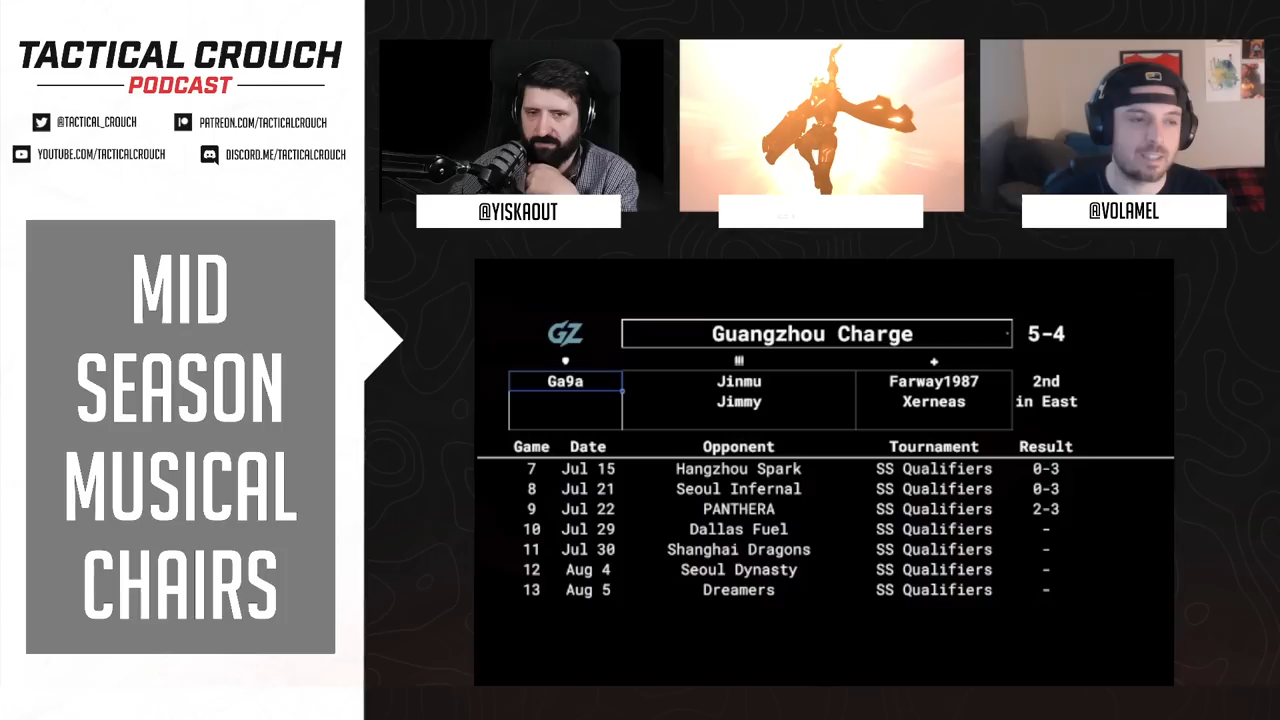 TACTICAL CROUCH
PODCAST
@TACTICAL_CROUCH
PATREON.COM/TACTICALCROUCH
YOUTUBE.COM/TACTICALCROUCH
DISCORD.ME/TACTICALCROUCH
MID
SEASON
MUSICAL
CHAIRS
@YISKAOUT
@VOLAMEL
GZ
Guangzhou Charge 5-4
Ga9a Jinmu Farway1987 2nd
Jimmy Xerneas in East
Game Date Opponent Tournament Result
7 Jul 15 Hangzhou Spark SS Qualifiers 0-3
8 Jul 21 Seoul Infernal SS Qualifiers 0-3
9 Jul 22 PANTHERA SS Qualifiers 2-3
10 Jul 29 Dallas Fuel SS Qualifiers -
11 Jul 30 Shanghai Dragons SS Qualifiers -
12 Aug 4 Seoul Dynasty SS Qualifiers -
13 Aug 5 Dreamers SS Qualifiers -